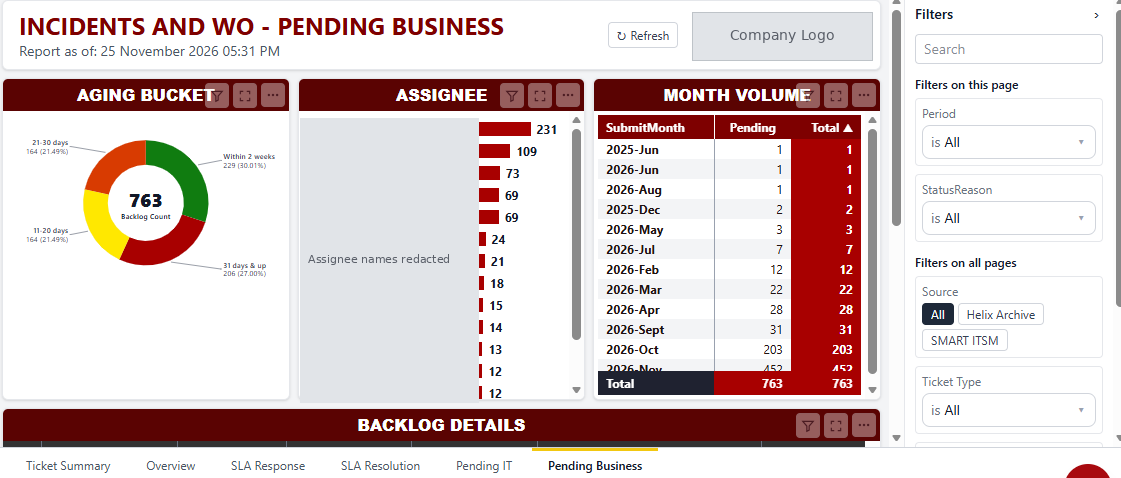 INCIDENTS AND WO - PENDING BUSINESS
Report as of: 25 November 2026 05:31 PM
↻ Refresh
Company Logo
AGING BUCKET
21-30 days
164 (21.49%)
Within 2 weeks
229 (30.01%)
763
Backlog Count
11-20 days
164 (21.49%)
31 days & up
206 (27.00%)
ASSIGNEE
Assignee names redacted
231
109
73
69
69
24
21
18
15
14
13
12
12
MONTH VOLUME
SubmitMonth Pending Total ▲
2025-Jun 1 1
2026-Jun 1 1
2026-Aug 1 1
2025-Dec 2 2
2026-May 3 3
2026-Jul 7 7
2026-Feb 12 12
2026-Mar 22 22
2026-Apr 28 28
2026-Sept 31 31
2026-Oct 203 203
2026-Nov 452 452
Total 763 763
BACKLOG DETAILS
Ticket Summary Overview SLA Response SLA Resolution Pending IT Pending Business
Filters
Search
Filters on this page
Period
is All
StatusReason
is All
Filters on all pages
Source
All Helix Archive
SMART ITSM
Ticket Type
is All